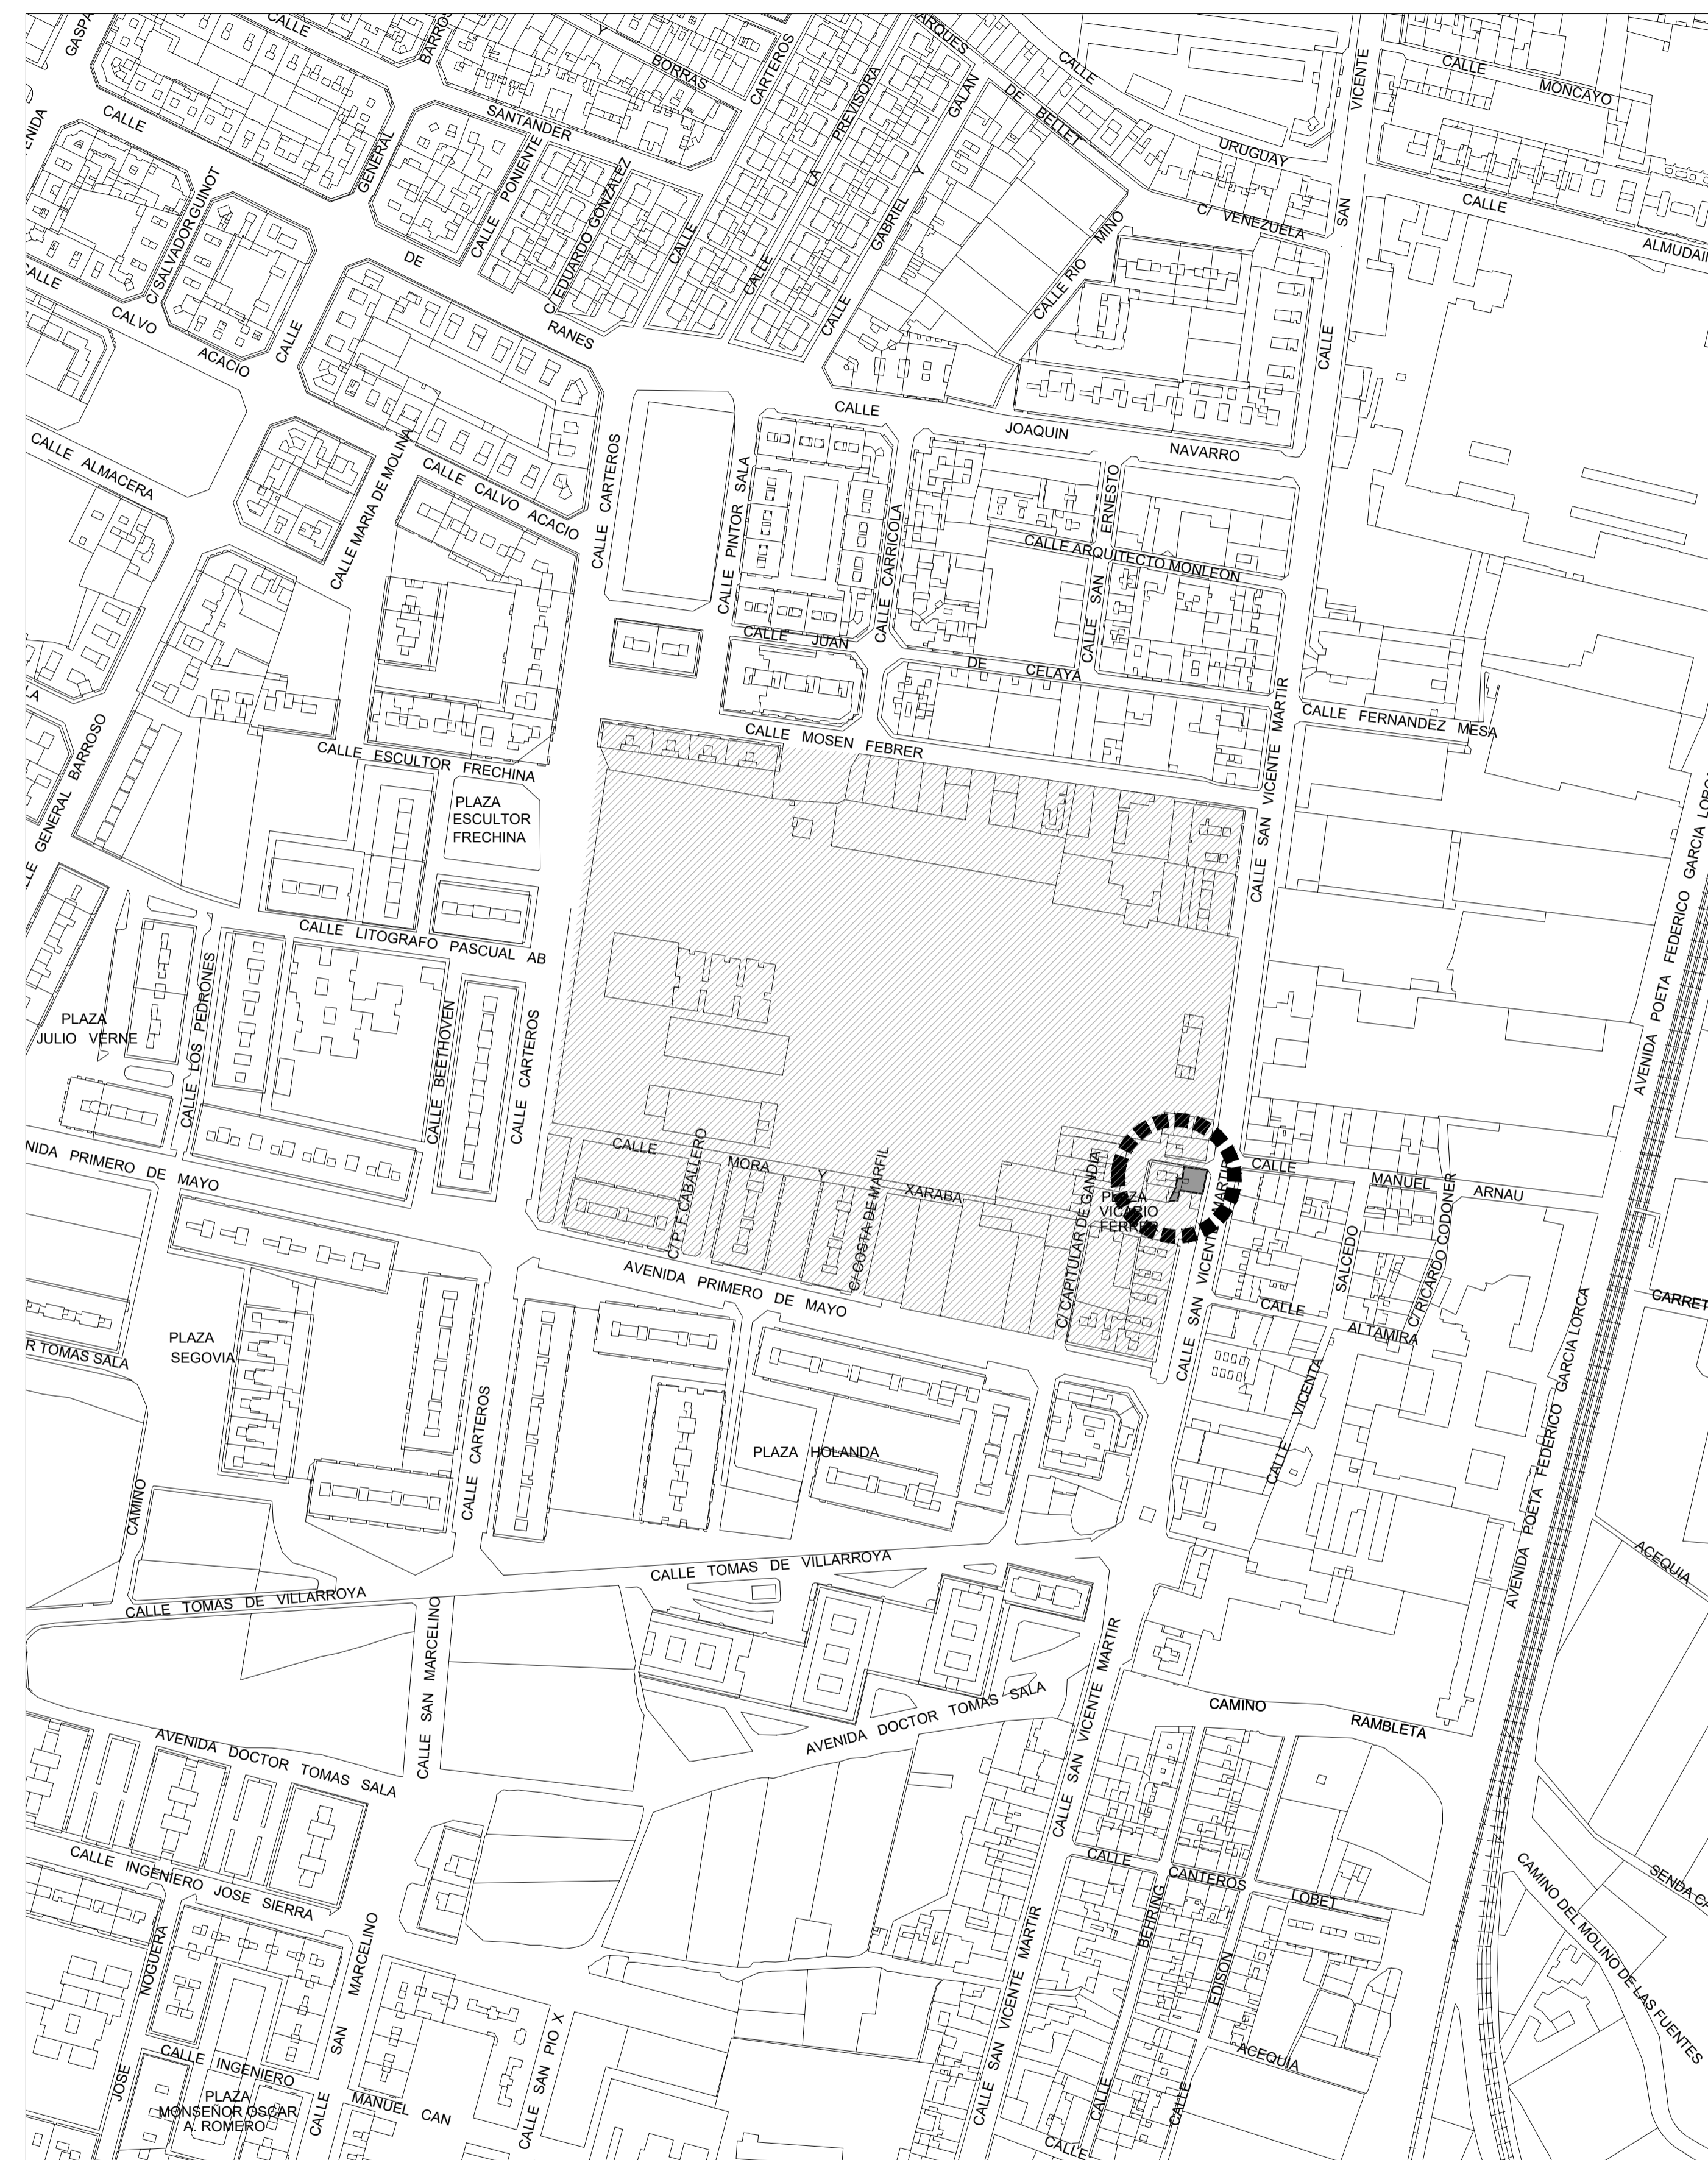 CALLE
BORRAS
CARTEROS
SANTANDER
CALLE
GENERAL
C/SALVADOR GUINOT
CALLE PONIENTE
C/ EDUARDO GONZALEZ
CALLE
LA
PREVISORA
CALLE
GABRIEL Y GALAN
CALLE
DE BELLET
CALLE
URUGUAY
C/ VENEZUELA
CALLE RIO MIÑO
CALLE
SAN
VICENTE
CALLE
MONCAYO
CALLE
DE
RANES
CALVO
ACACIO
CALLE
CALLE ALMACERA
CALLE MARIA DE MOLINA
CALLE CALVO ACACIO
CALLE CARTEROS
CALLE PINTOR SALA
CALLE
JOAQUIN
NAVARRO
CALLE CARRICOLA
CALLE SAN ERNESTO
CALLE ARQUITECTO MONLEON
CALLE JUAN
DE CELAYA
CALLE MOSEN FEBRER
CALLE SAN VICENTE MARTIR
CALLE FERNANDEZ MESA
GENERAL BARROSO
CALLE ESCULTOR FRECHINA
PLAZA
ESCULTOR
FRECHINA
CALLE LITOGRAFO PASCUAL AB
PLAZA
JULIO VERNE
CALLE LOS PEDRONES
CALLE BEETHOVEN
CALLE CARTEROS
AVENIDA POETA FEDERICO GARCIA LORCA
NIDA PRIMERO DE MAYO
CALLE
MORA
Y
XARABA
C/ P. F. CABALLERO
C/ COSTA DE MARFIL
C/ CAPITULAR DE GANDIA
PLAZA
VICARIO
FERRER
CALLE SAN VICENTE MARTIR
CALLE
MANUEL
ARNAU
SALCEDO
C/ RICARDO CODOÑER
CALLE
ALTAMIRA
CALLE VICENTA
AVENIDA PRIMERO DE MAYO
PLAZA
SEGOVIA
R TOMAS SALA
CAMINO
CALLE CARTEROS
PLAZA HOLANDA
CARRET
AVENIDA POETA FEDERICO GARCIA LORCA
CALLE TOMAS DE VILLARROYA
CALLE TOMAS DE VILLARROYA
ACEQUIA
CALLE SAN MARCELINO
AVENIDA DOCTOR TOMAS SALA
AVENIDA DOCTOR TOMAS SALA
CALLE SAN VICENTE MARTIR
CAMINO
RAMBLETA
CALLE INGENIERO JOSE SIERRA
CALLE
CANTEROS
LOBET
CAMINO DEL MOLINO DE LAS FUENTES
JOSE
NOGUERA
CALLE
SAN
MARCELINO
CALLE INGENIERO
MANUEL CAN
PLAZA
MONSEÑOR OSCAR
A. ROMERO
CALLE SAN PIO X
CALLE SAN VICENTE MARTIR
CALLE
BEHRING
CALLE
EDISON
ACEQUIA
CALLE